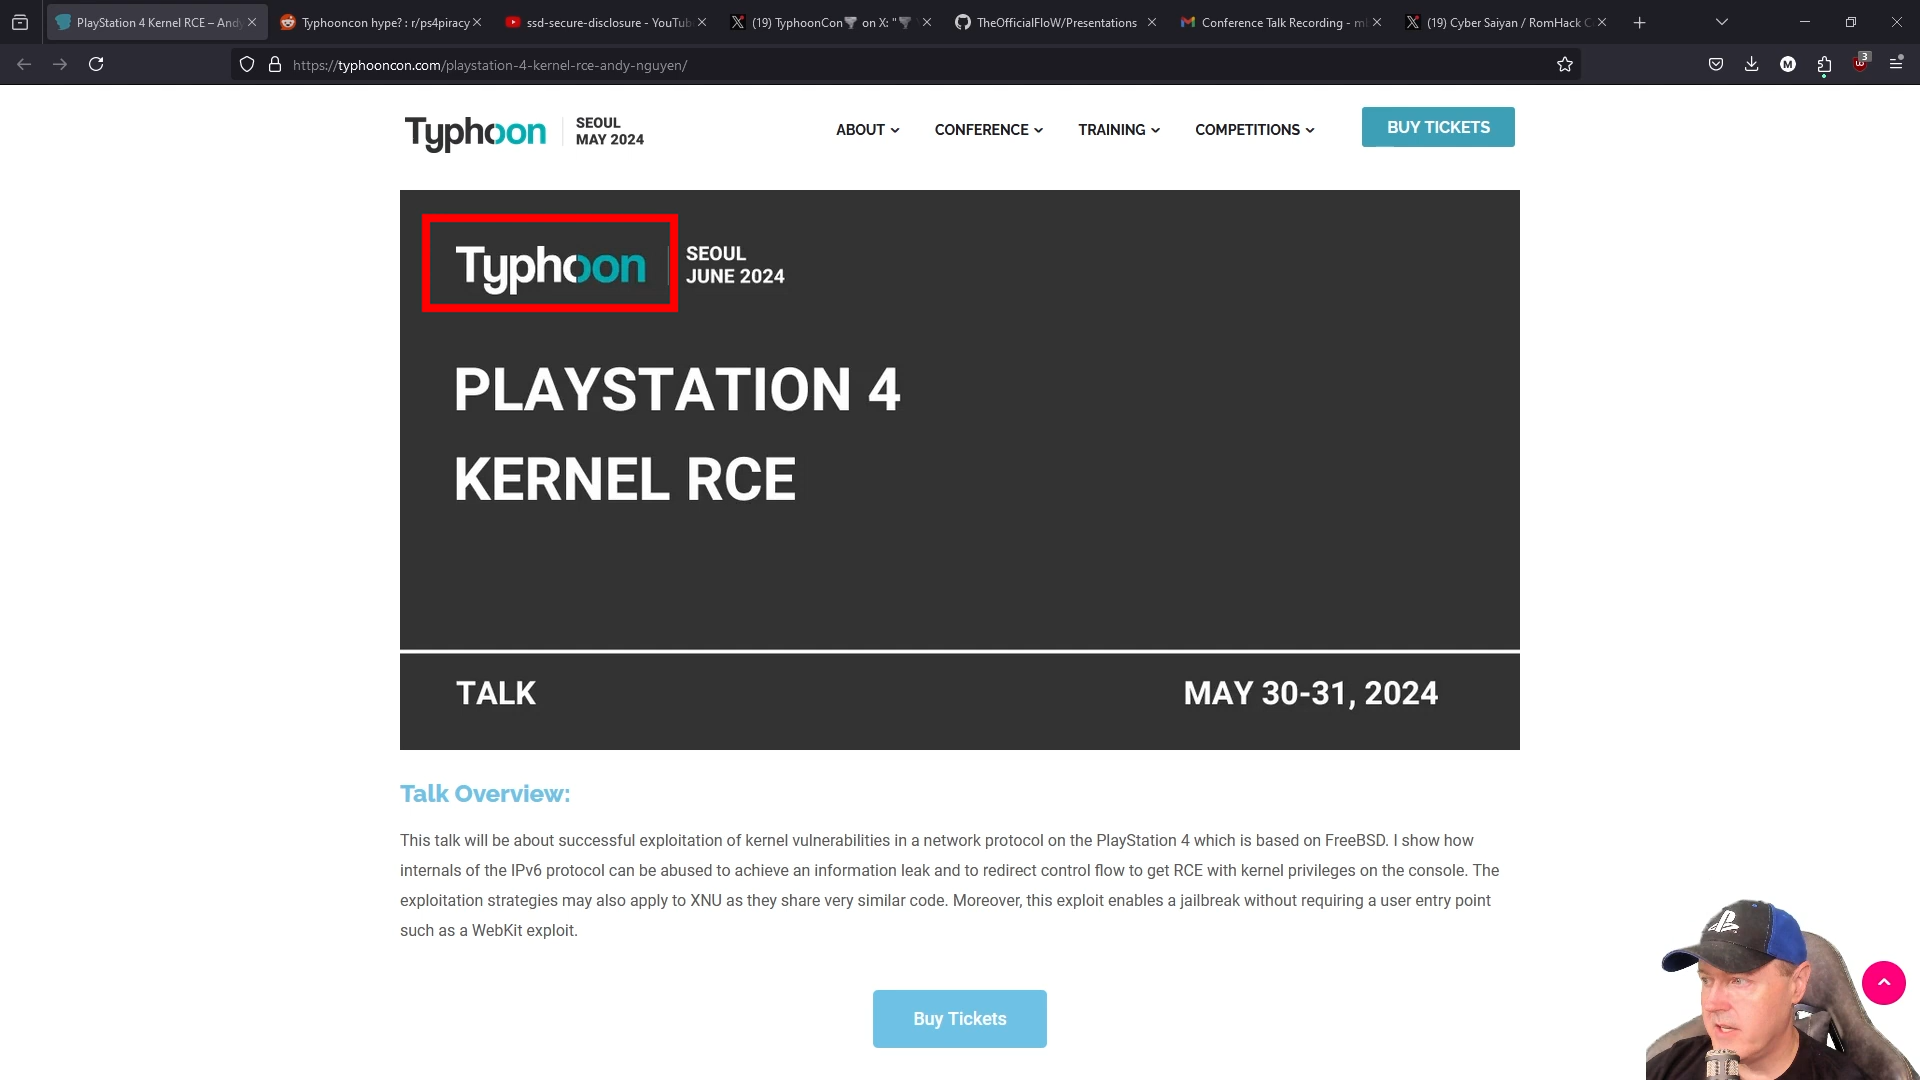 PlayStation 4 Kernel RCE – Andy
Typhooncon hype? : r/ps4piracy
ssd-secure-disclosure - YouTub
(19) TyphoonCon🌪️ on X: "🌪️
TheOfficialFloW/Presentations
Conference Talk Recording - m
(19) Cyber Saiyan / RomHack C
https://typhooncon.com/playstation-4-kernel-rce-andy-nguyen/
M
3
Typhoon
SEOUL
MAY 2024
ABOUT
CONFERENCE
TRAINING
COMPETITIONS
BUY TICKETS
Typhoon
SEOUL
JUNE 2024
PLAYSTATION 4
KERNEL RCE
TALK
MAY 30-31, 2024
Talk Overview:
This talk will be about successful exploitation of kernel vulnerabilities in a network protocol on the PlayStation 4 which is based on FreeBSD. I show how
internals of the IPv6 protocol can be abused to achieve an information leak and to redirect control flow to get RCE with kernel privileges on the console. The
exploitation strategies may also apply to XNU as they share very similar code. Moreover, this exploit enables a jailbreak without requiring a user entry point
such as a WebKit exploit.
Buy Tickets